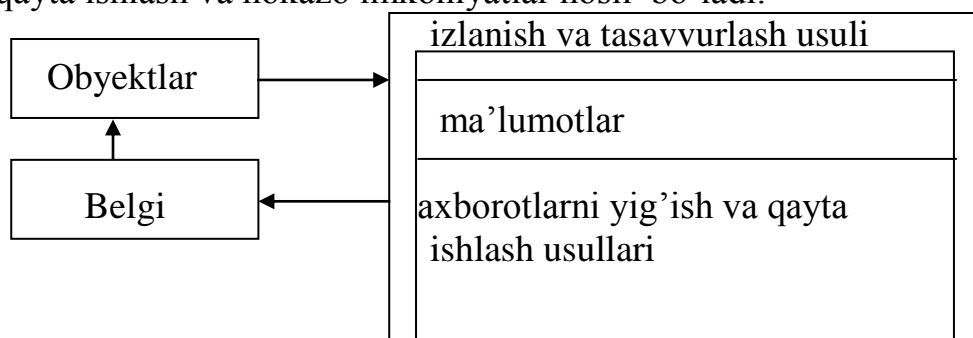 qayta ishlash va hokazo imkoniyatlar hosil bo'ladi.
izlanish va tasavvurlash usuli
Obyektlar
ma’lumotlar
Belgi
axborotlarni yig’ish va qayta
ishlash usullari